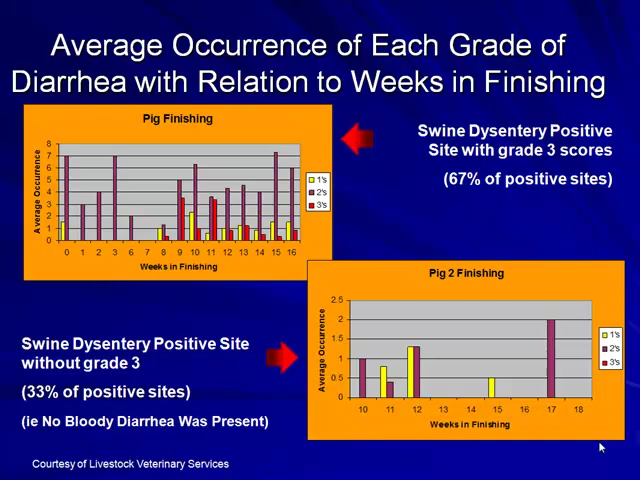 Average Occurrence of Each Grade of
Diarrhea with Relation to Weeks in Finishing
Pig Finishing
Average Occurrence
8
7
6
5
4
3
2
1
0
0 1 2 3 6 7 8 9 10 11 12 13 14 15 16
Weeks in Finishing
1's
2's
3's
Swine Dysentery Positive
Site with grade 3 scores
(67% of positive sites)
Swine Dysentery Positive Site
without grade 3
(33% of positive sites)
(ie No Bloody Diarrhea Was Present)
Pig 2 Finishing
Average Occurrence
2.5
2
1.5
1
0.5
0
10 11 12 13 14 15 16 17 18
Weeks in Finishing
1's
2's
3's
Courtesy of Livestock Veterinary Services